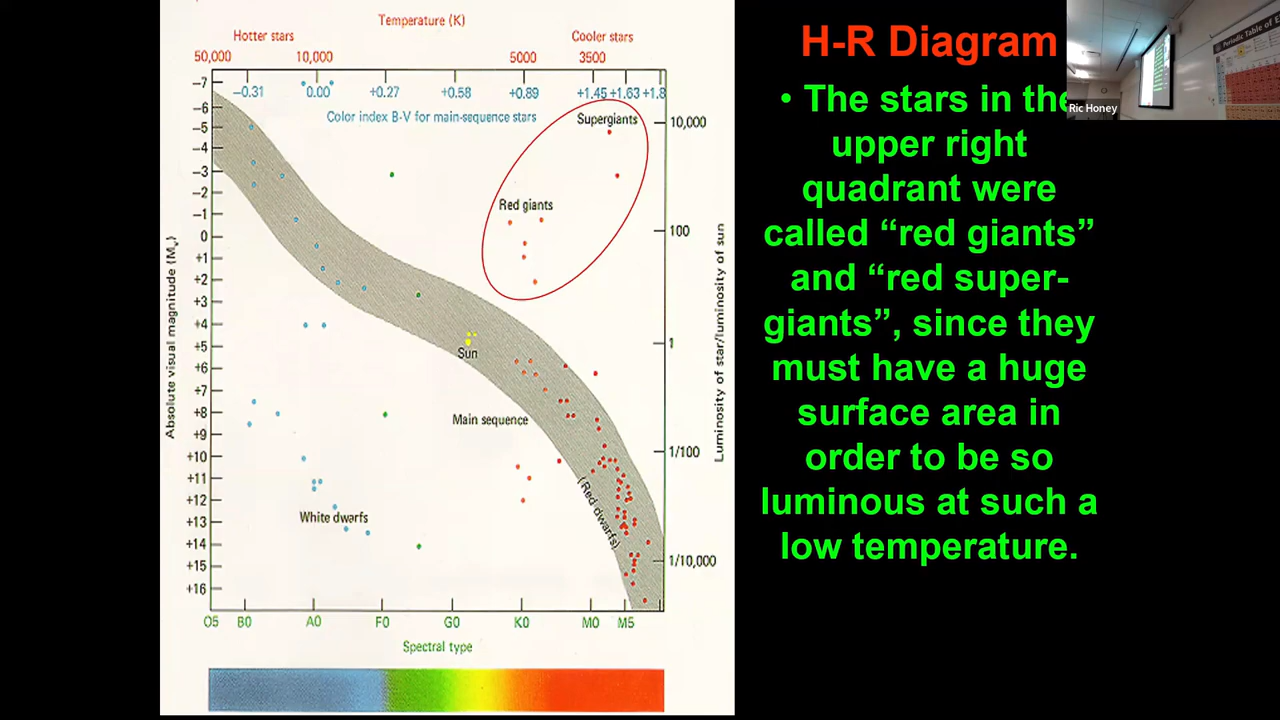 Temperature (K)
Hotter stars
Cooler stars
50,000
10,000
5000
3500
−7
−6
−5
−4
−3
−2
−1
0
+1
+2
+3
+4
+5
+6
+7
+8
+9
+10
+11
+12
+13
+14
+15
+16
Absolute visual magnitude (Mv)
−0.31
0.00
+0.27
+0.58
+0.89
+1.45
+1.63
+1.8
Color index B-V for main-sequence stars
Supergiants
Red giants
Sun
Main sequence
(Red dwarfs)
White dwarfs
10,000
100
1
1/100
1/10,000
Luminosity of star/luminosity of sun
O5
B0
A0
F0
G0
K0
M0
M5
Spectral type
H-R Diagram
• The stars in the
upper right
quadrant were
called “red giants”
and “red super-
giants”, since they
must have a huge
surface area in
order to be so
luminous at such a
low temperature.
Periodic Table of
Ric Honey